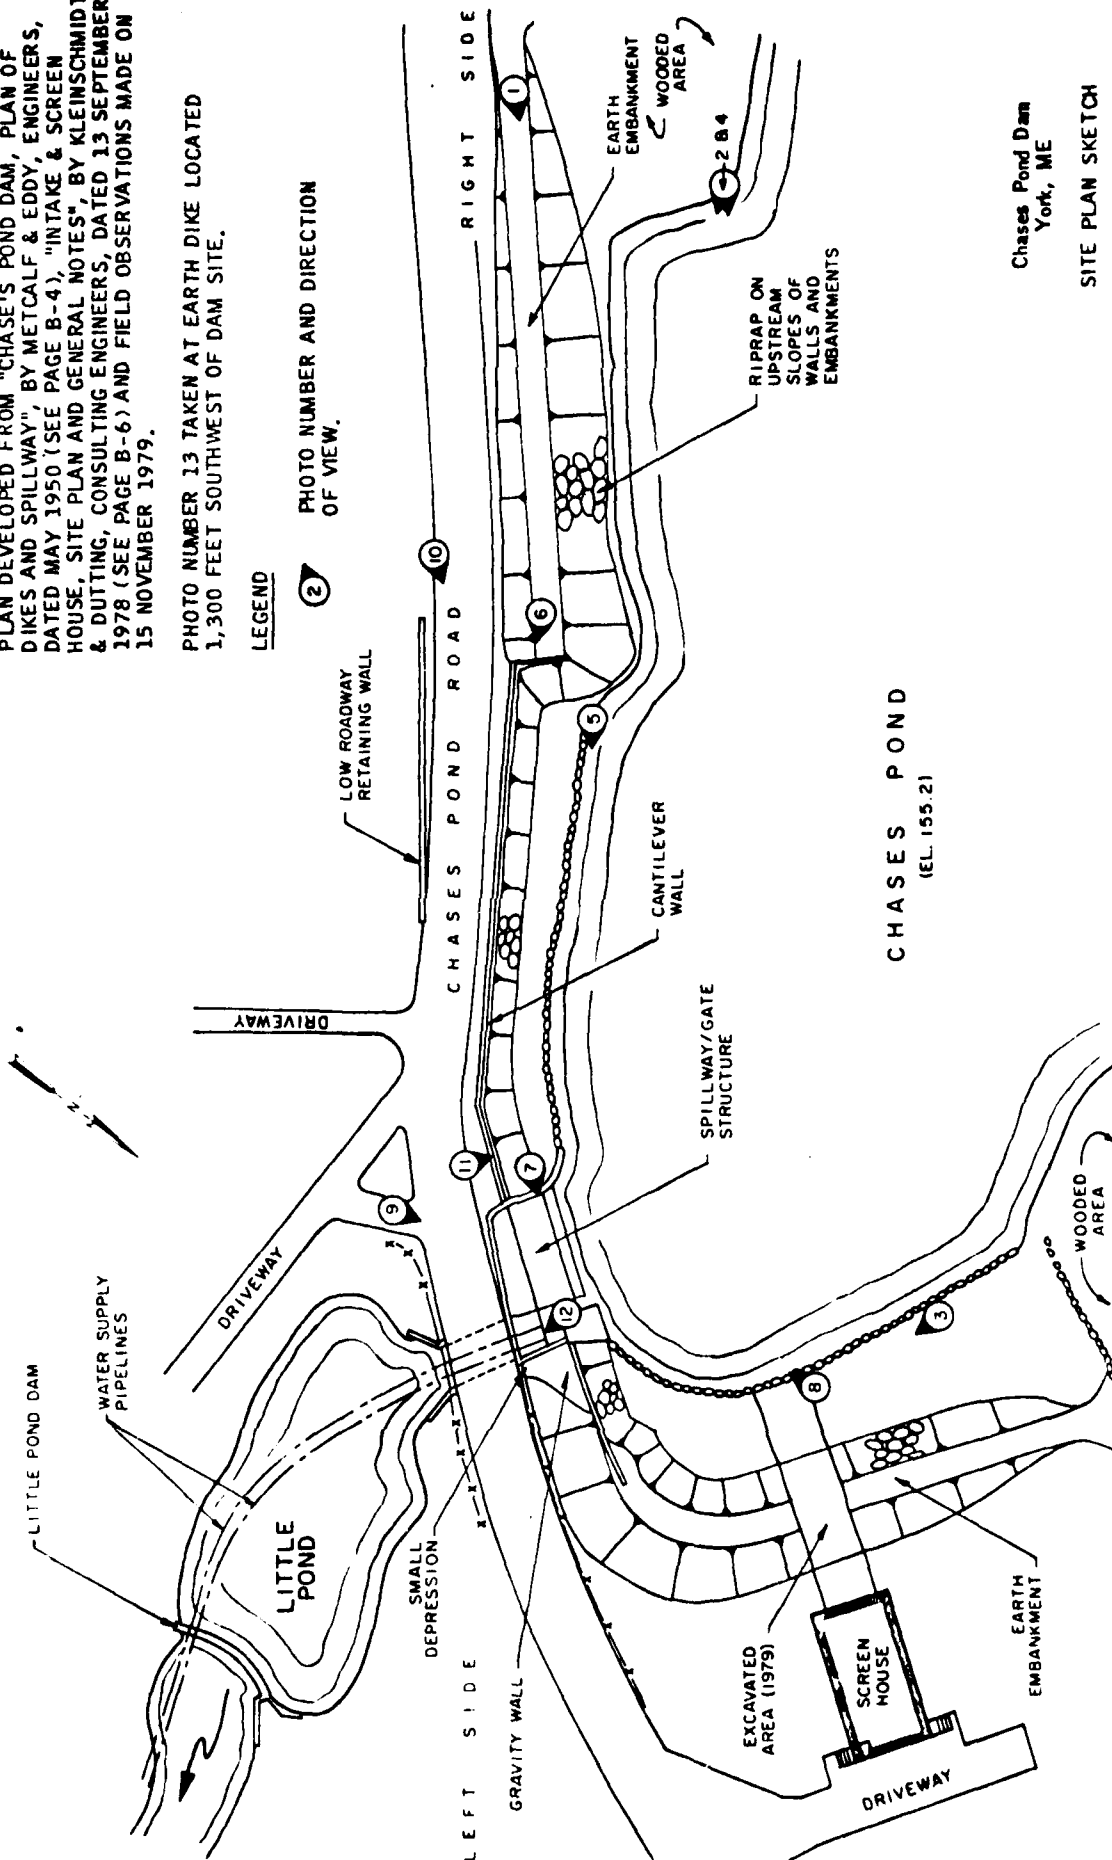 PLAN DEVELOPED FROM "CHASE'S POND DAM, PLAN OF
DIKES AND SPILLWAY", BY METCALF & EDDY, ENGINEERS,
DATED MAY 1950 (SEE PAGE B-4), "INTAKE & SCREEN
HOUSE, SITE PLAN AND GENERAL NOTES", BY KLEINSCHMIDT
& DUTTING, CONSULTING ENGINEERS, DATED 13 SEPTEMBER
1978 (SEE PAGE B-6) AND FIELD OBSERVATIONS MADE ON
15 NOVEMBER 1979.
PHOTO NUMBER 13 TAKEN AT EARTH DIKE LOCATED
1,300 FEET SOUTHWEST OF DAM SITE.
LEGEND
2
PHOTO NUMBER AND DIRECTION
OF VIEW.
N
LITTLE POND DAM
WATER SUPPLY
PIPELINES
DRIVEWAY
DRIVEWAY
LOW ROADWAY
RETAINING WALL
10
9
LITTLE
POND
LEFT SIDE
CHASES POND ROAD
RIGHT SIDE
1
11
7
6
12
5
SMALL
DEPRESSION
GRAVITY WALL
EARTH
EMBANKMENT
WOODED
AREA
2 & 4
CANTILEVER
WALL
SPILLWAY/GATE
STRUCTURE
RIPRAP ON
UPSTREAM
SLOPES OF
WALLS AND
EMBANKMENTS
EXCAVATED
AREA (1979)
8
3
SCREEN
HOUSE
DRIVEWAY
EARTH
EMBANKMENT
WOODED
AREA
CHASES POND
(EL. 155.2)
Chases Pond Dam
York, ME
SITE PLAN SKETCH